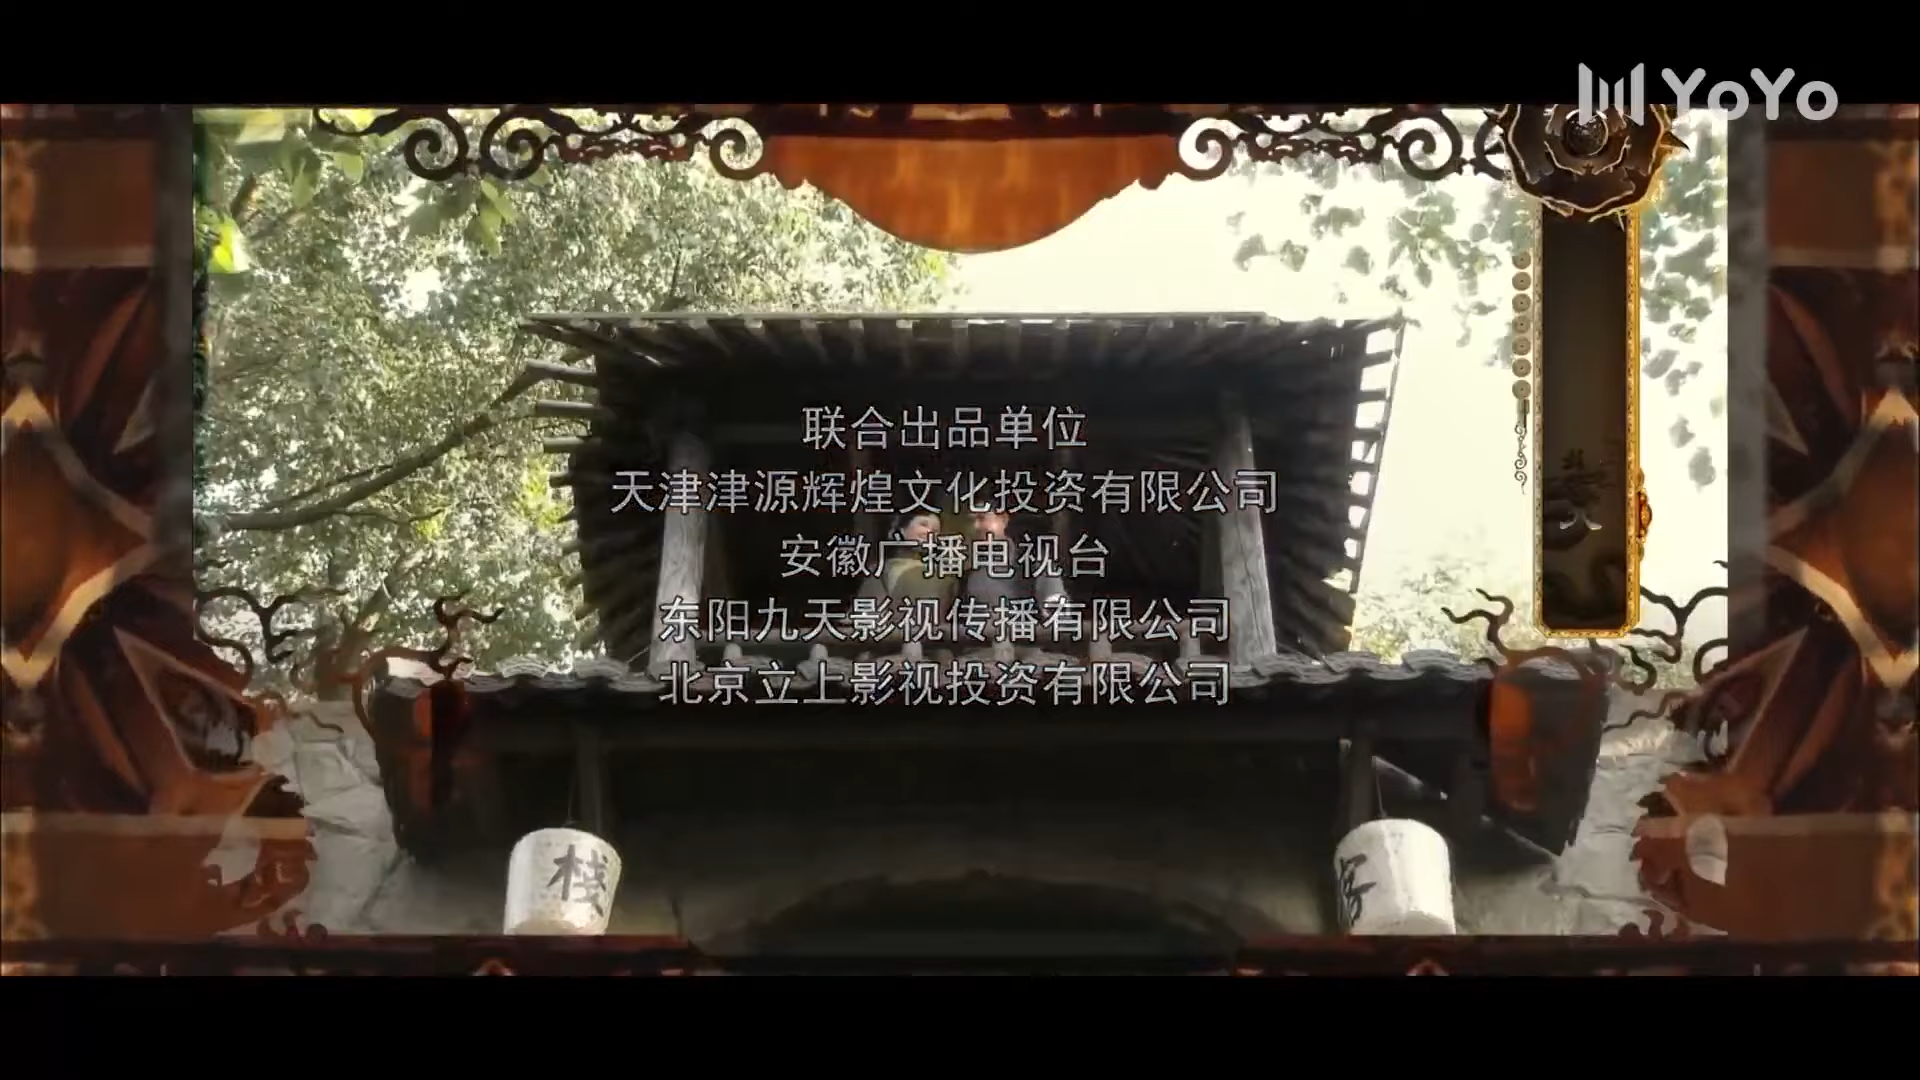 YoYo
联合出品单位
天津津源辉煌文化投资有限公司
安徽广播电视台
东阳九天影视传播有限公司
北京立上影视投资有限公司
栈
客